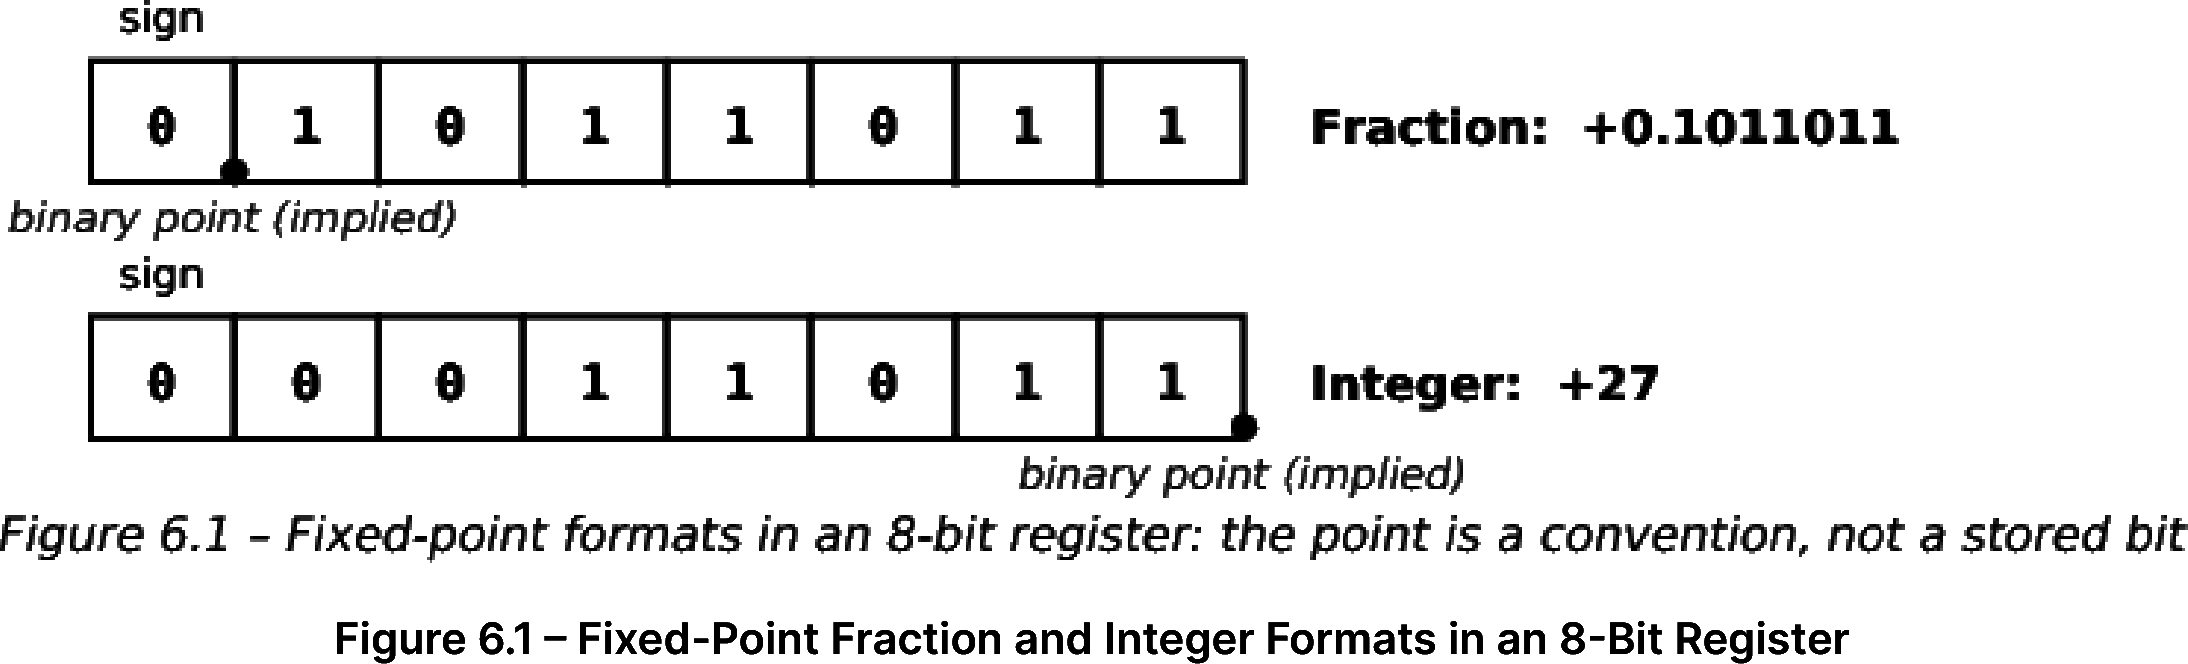 sign
0 1 0 1 1 0 1 1 Fraction: +0.1011011
binary point (implied)
sign
0 0 0 1 1 0 1 1 Integer: +27
binary point (implied)
Figure 6.1 – Fixed-point formats in an 8-bit register: the point is a convention, not a stored bit
Figure 6.1 – Fixed-Point Fraction and Integer Formats in an 8-Bit Register